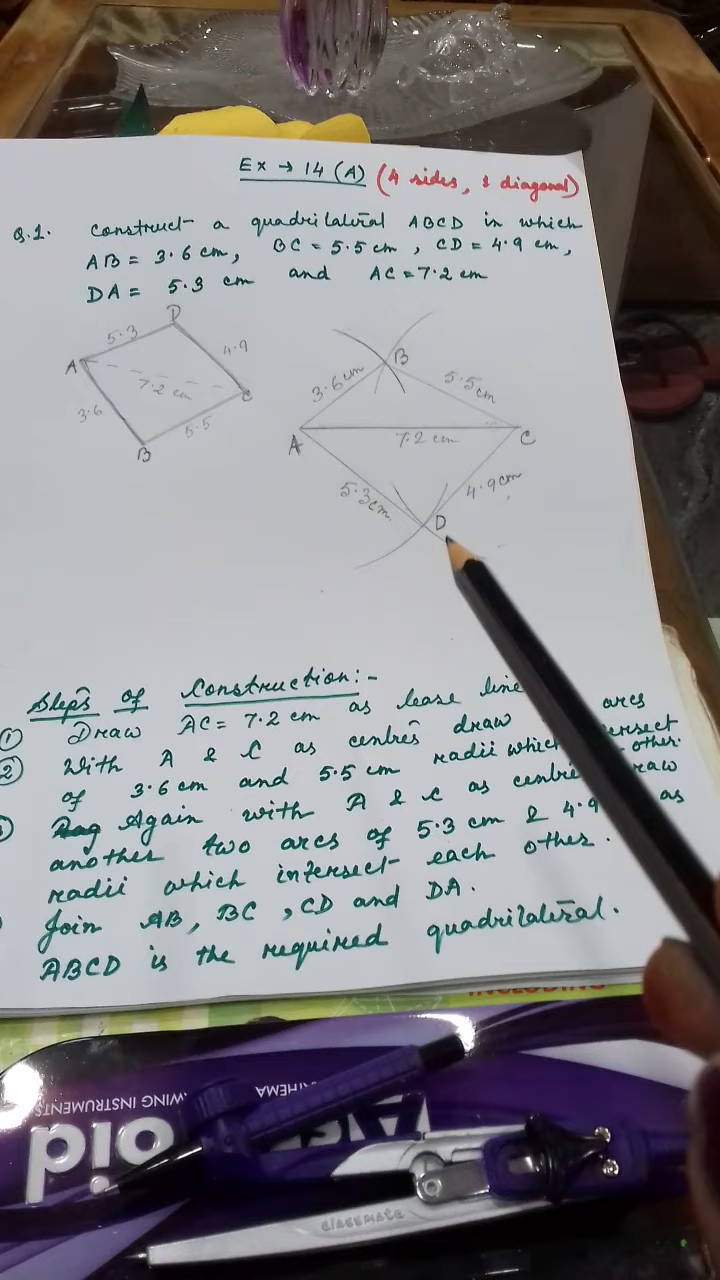 Ex → 14 (A) (4 sides, 1 diagonal)
Q.1. Construct a quadrilateral ABCD in which
AB = 3.6 cm, BC = 5.5 cm, CD = 4.9 cm,
DA = 5.3 cm and AC = 7.2 cm
D
5.3
A
4.9
7.2 cm
C
3.6
5.5
B
B
3.6 cm
5.5 cm
A
7.2 cm
C
5.3 cm
4.9 cm
D
Steps of Construction:-
① Draw AC = 7.2 cm as base line
② With A & C as centres draw arcs
of 3.6 cm and 5.5 cm radii which other.
Again with A & C as
another two arcs of 5.3 cm & 4.9 as
radii which intersect each other.
Join AB, BC, CD and DA.
ABCD is the required quadrilateral.
INCLUDING
WING INSTRUMENTS
oid
classmate